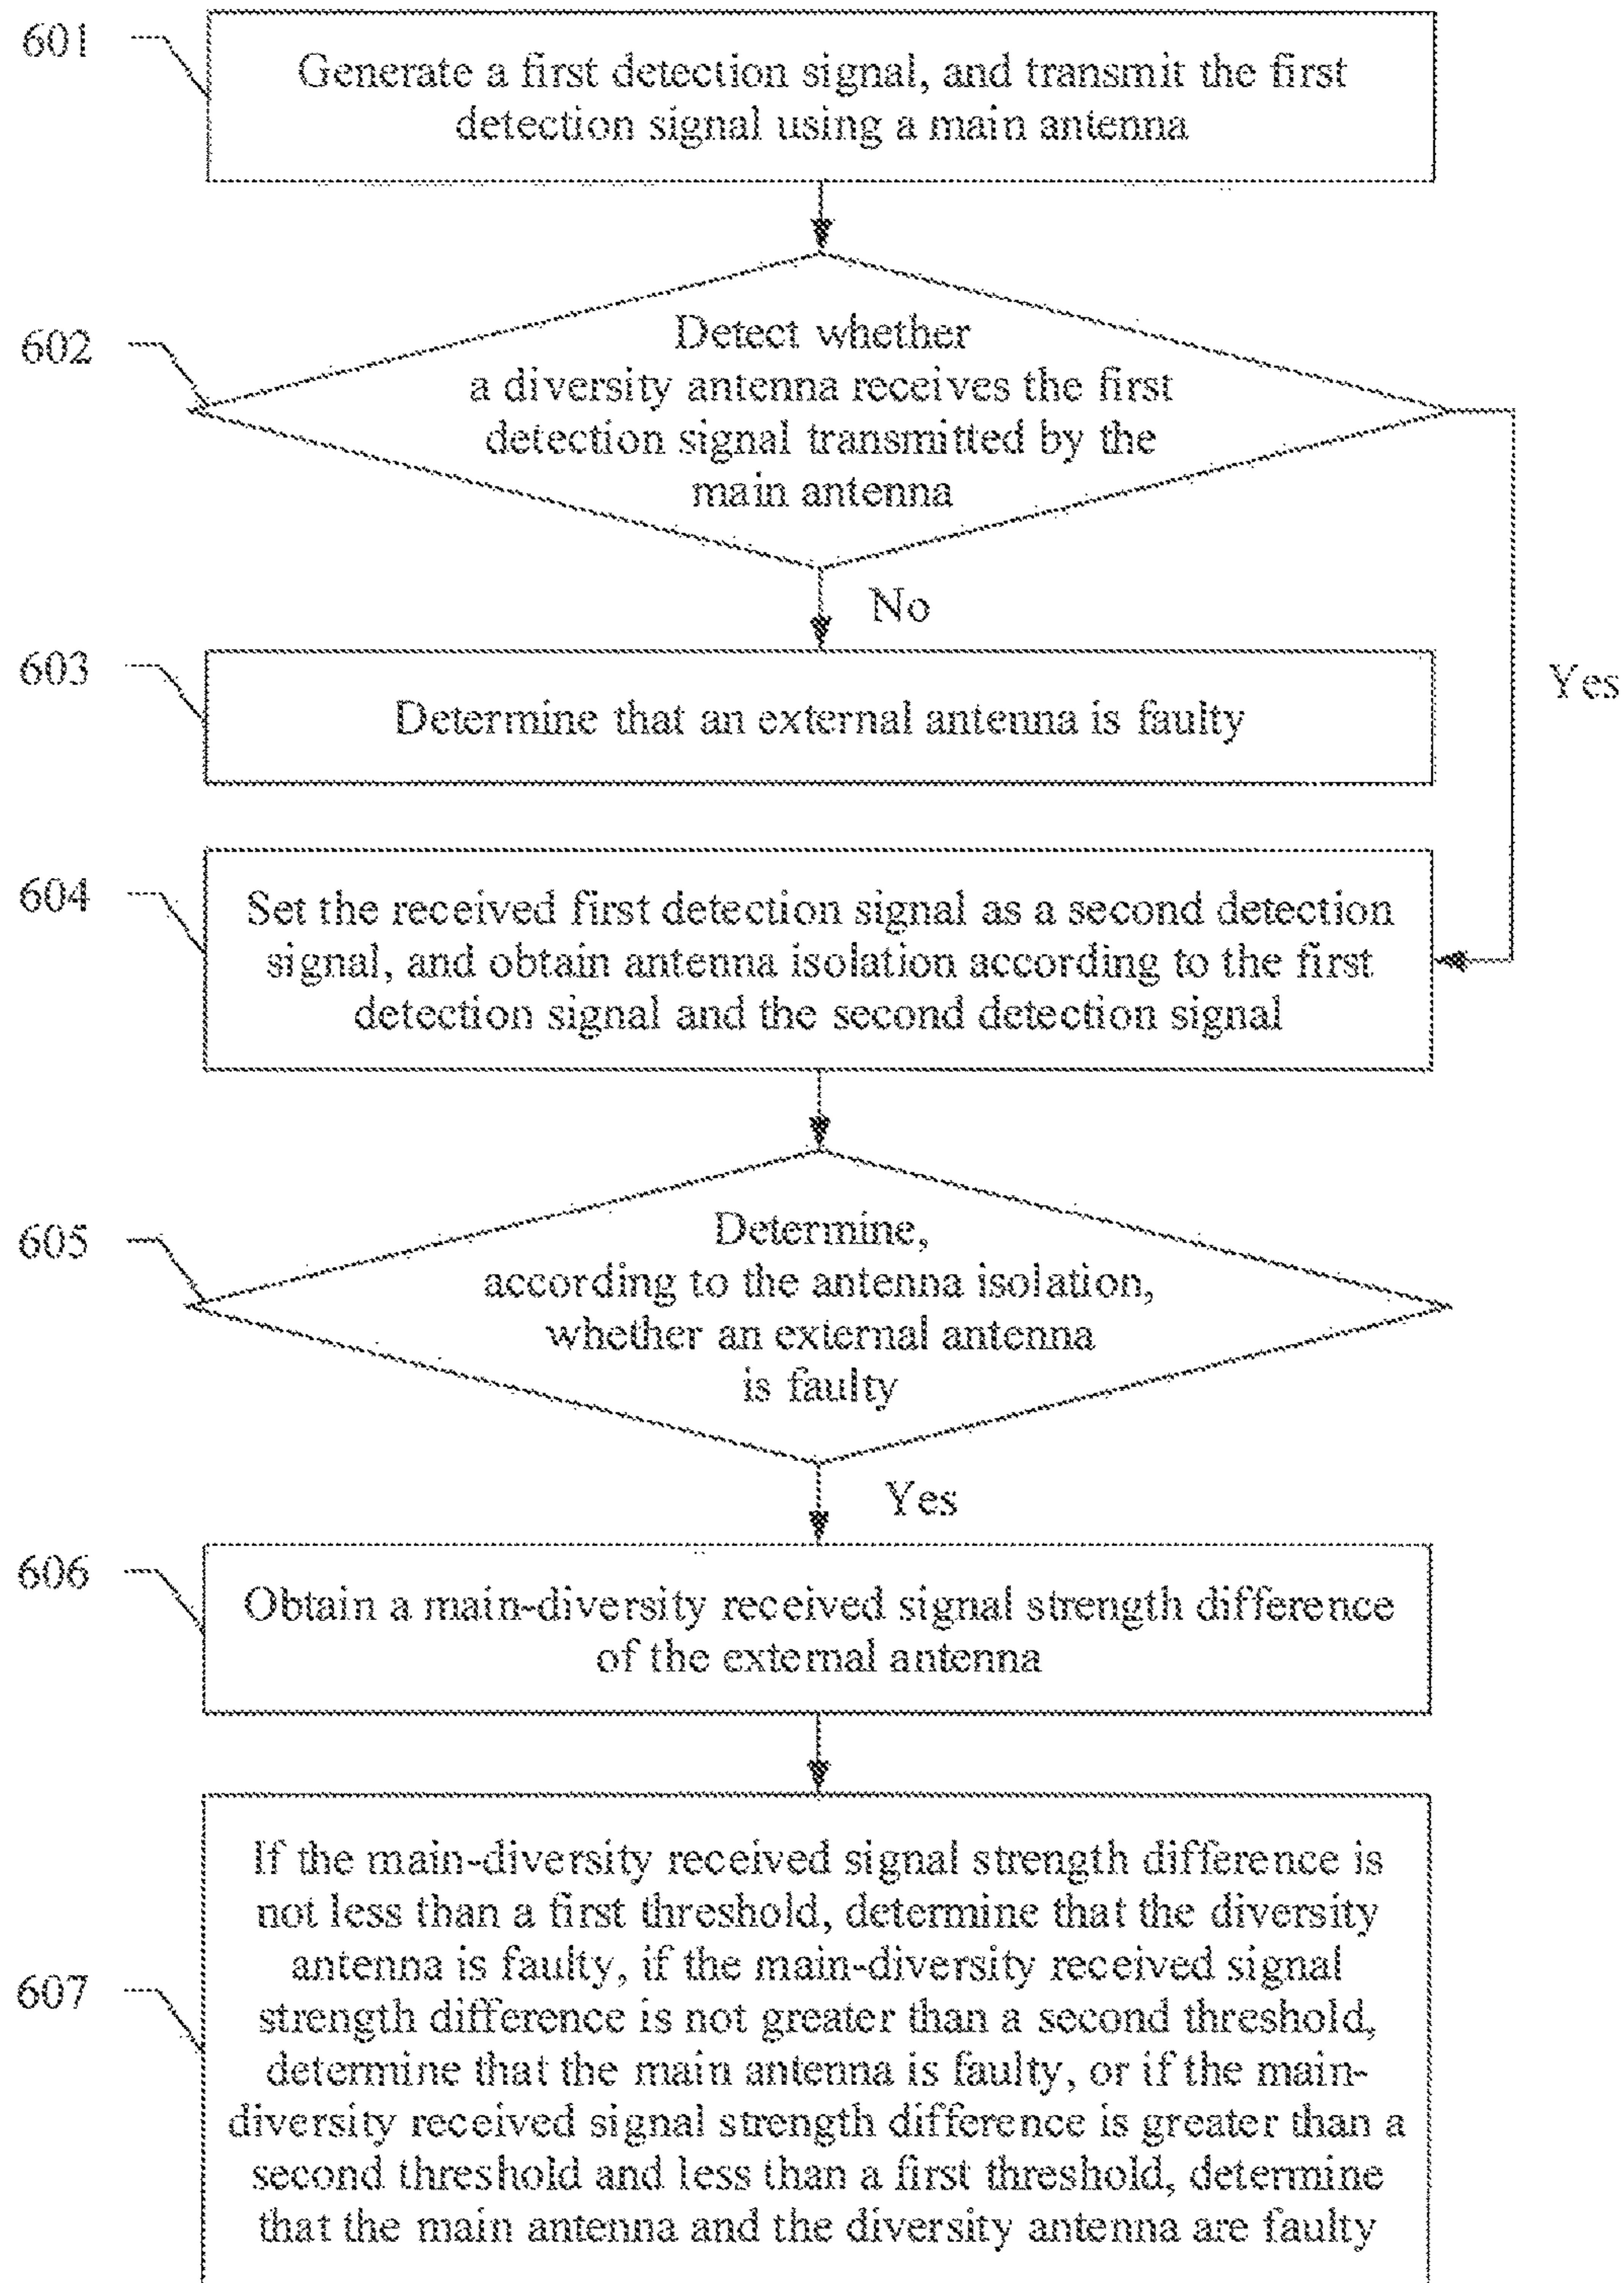 601
Generate a first detection signal, and transmit the first
detection signal using a main antenna
602
Detect whether
a diversity antenna receives the first
detection signal transmitted by the
main antenna
No
Yes
603
Determine that an external antenna is faulty
604
Set the received first detection signal as a second detection
signal, and obtain antenna isolation according to the first
detection signal and the second detection signal
605
Determine,
according to the antenna isolation,
whether an external antenna
is faulty
Yes
606
Obtain a main-diversity received signal strength difference
of the external antenna
607
If the main-diversity received signal strength difference is
not less than a first threshold, determine that the diversity
antenna is faulty, if the main-diversity received signal
strength difference is not greater than a second threshold,
determine that the main antenna is faulty, or if the main-
diversity received signal strength difference is greater than a
second threshold and less than a first threshold, determine
that the main antenna and the diversity antenna are faulty